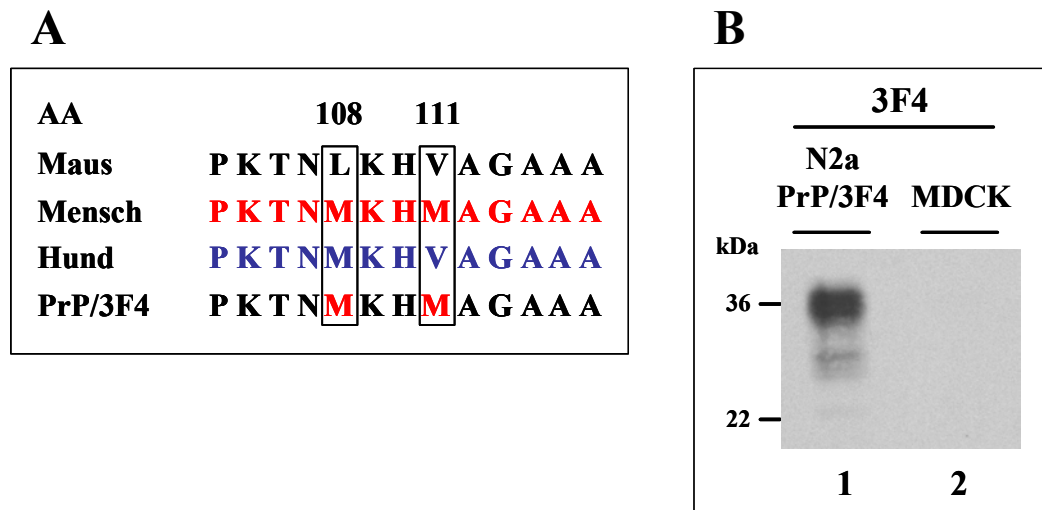 A
AA 108 111
Maus P K T N L K H V A G A A A
Mensch P K T N M K H M A G A A A
Hund P K T N M K H V A G A A A
PrP/3F4 P K T N M K H M A G A A A
B
3F4
N2a
PrP/3F4 MDCK
kDa
36
22
1 2